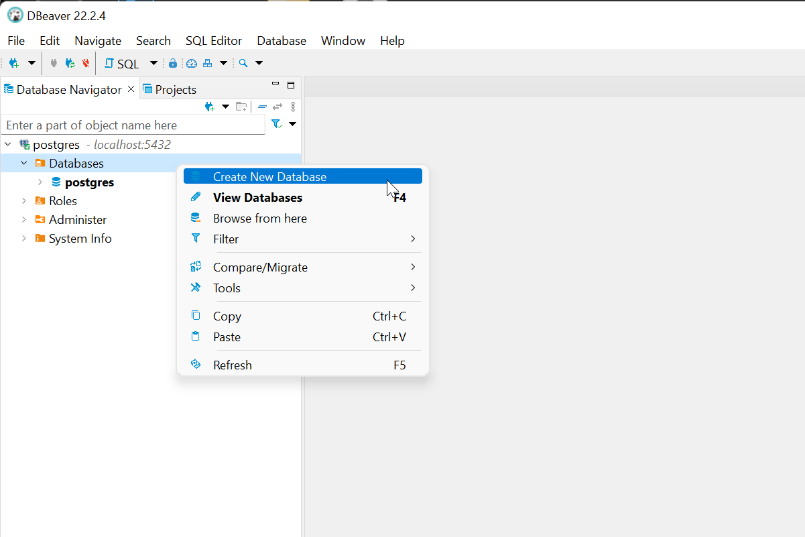 DBeaver 22.2.4
File Edit Navigate Search SQL Editor Database Window Help
SQL
Database Navigator Projects
Enter a part of object name here
postgres - localhost:5432
Databases
postgres
Roles
Administer
System Info
Create New Database
View Databases F4
Browse from here
Filter
Compare/Migrate
Tools
Copy Ctrl+C
Paste Ctrl+V
Refresh F5